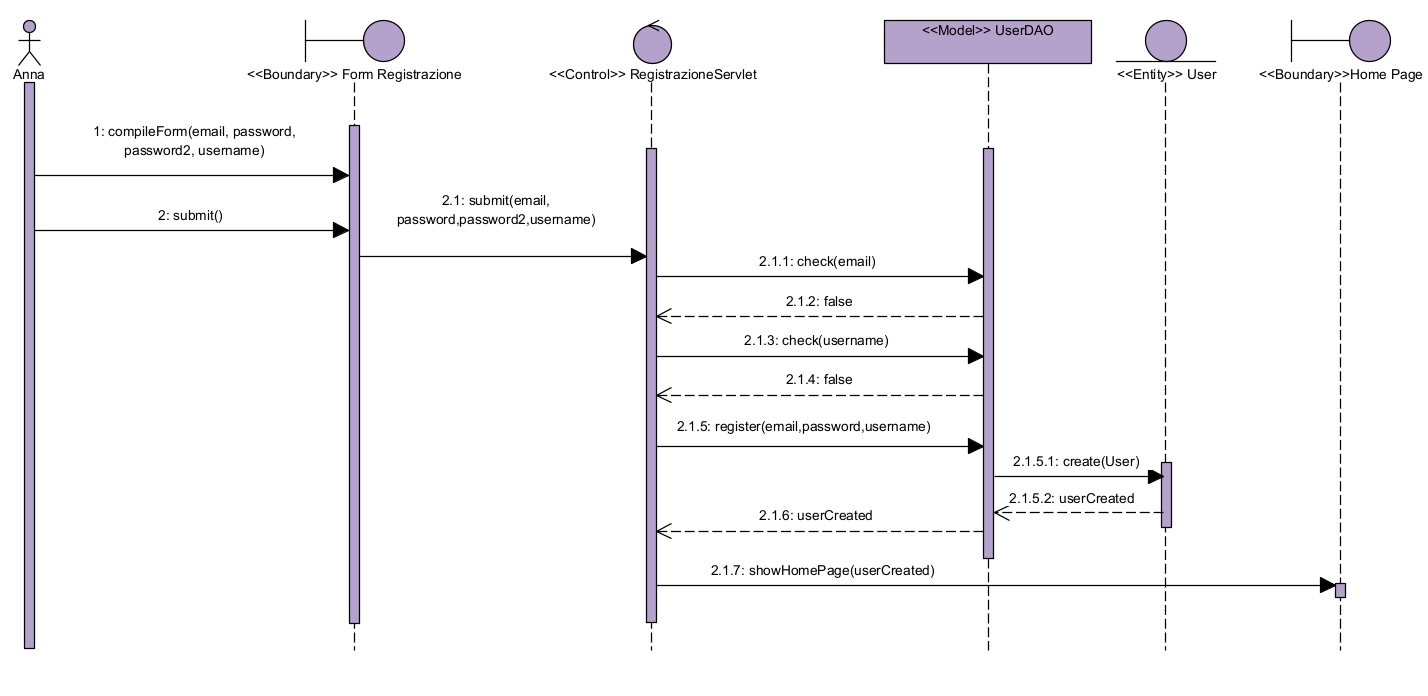 <<Model>> UserDAO
Anna
<<Boundary>> Form Registrazione
<<Control>> RegistrazioneServlet
<<Entity>> User
<<Boundary>>Home Page
1: compileForm(email, password,
password2, username)
2: submit()
2.1: submit(email,
password,password2,username)
2.1.1: check(email)
2.1.2: false
2.1.3: check(username)
2.1.4: false
2.1.5: register(email,password,username)
2.1.5.1: create(User)
2.1.5.2: userCreated
2.1.6: userCreated
2.1.7: showHomePage(userCreated)